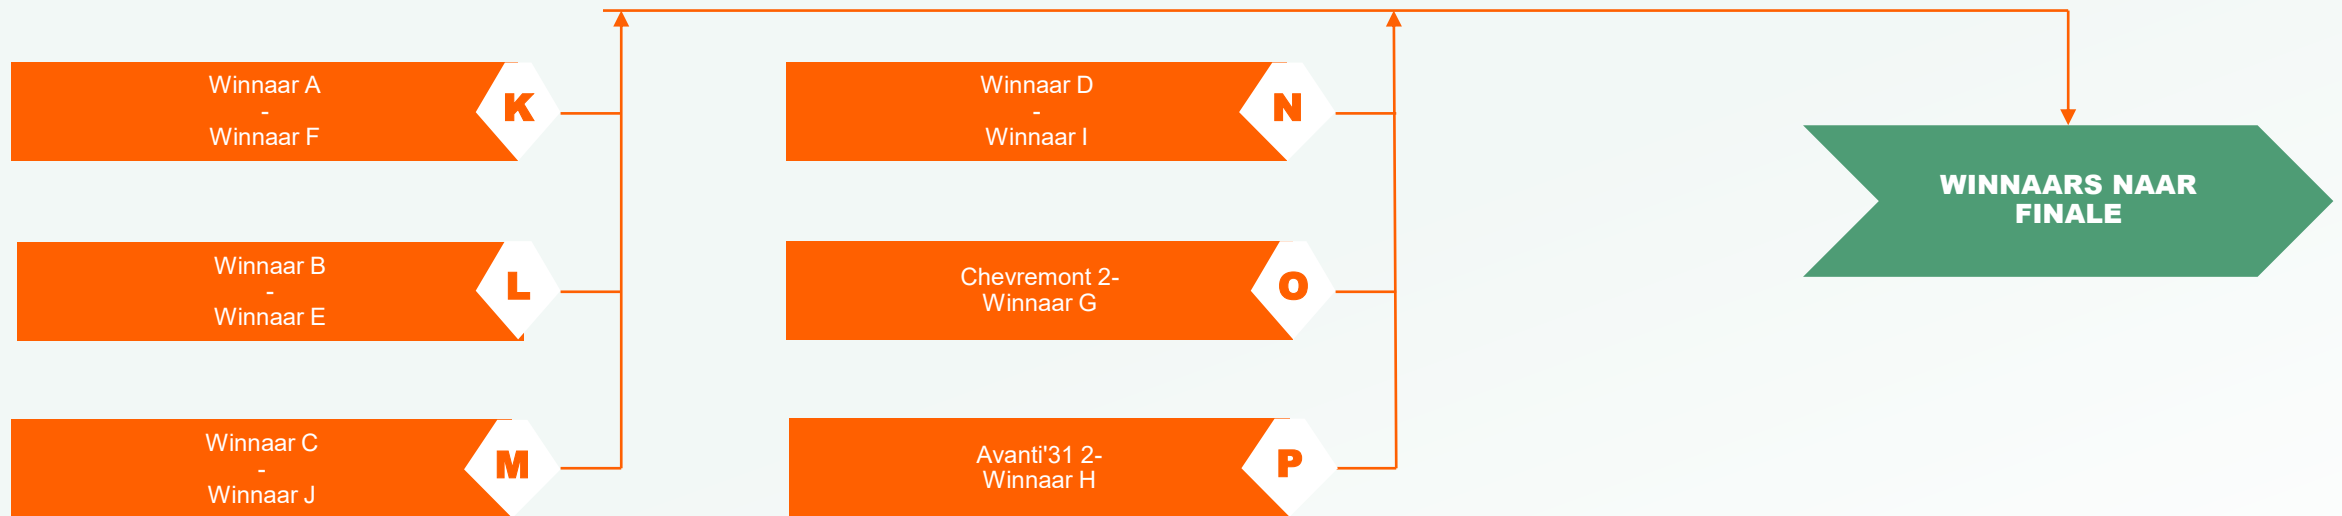 Winnaar A
-
Winnaar F
K
Winnaar D
-
Winnaar I
N
WINNAARS NAAR
FINALE
Winnaar B
-
Winnaar E
L
Chevremont 2-
Winnaar G
O
Winnaar C
-
Winnaar J
M
Avanti'31 2-
Winnaar H
P